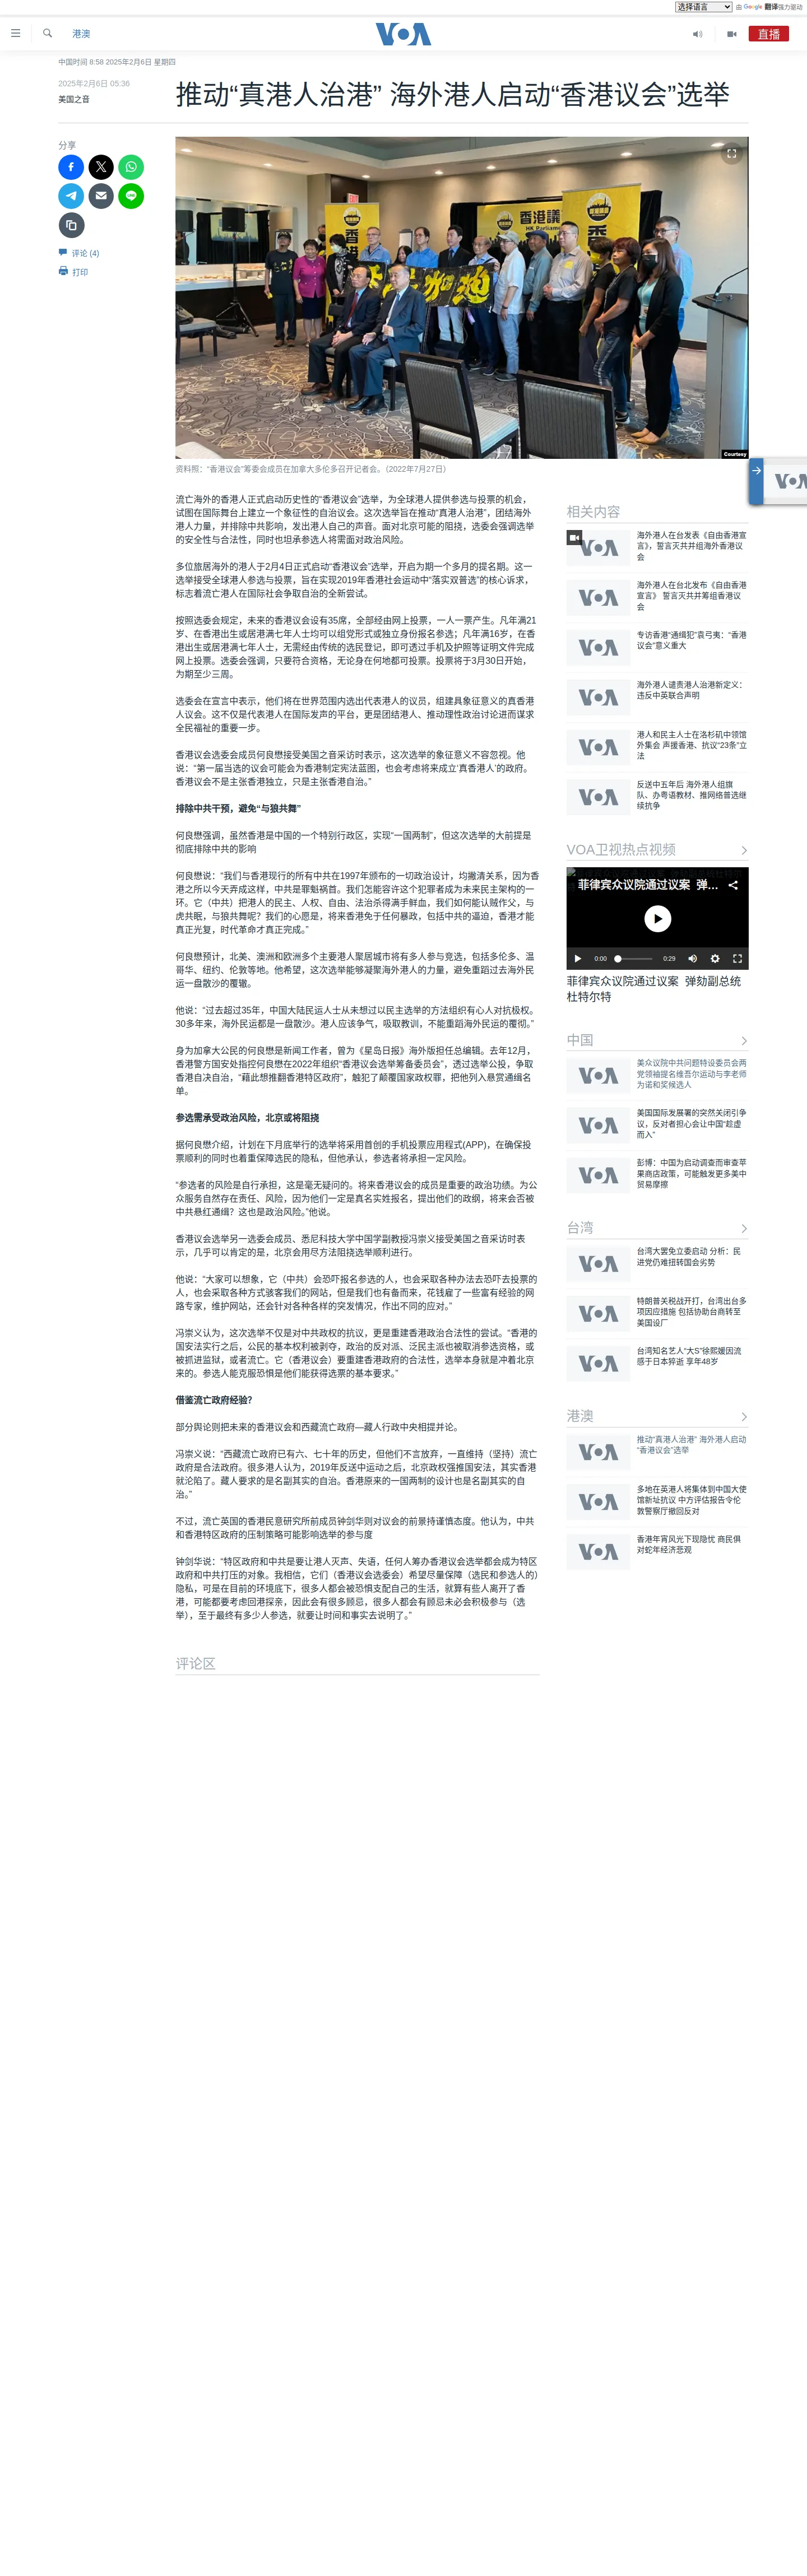 选择语言 由 Google 翻译强力驱动
港澳
VOA
直播
中国时间 8:58 2025年2月6日 星期四
2025年2月6日 05:36
美国之音
推动“真港人治港” 海外港人启动“香港议会”选举
分享
评论 (4)
打印
香港議
HK Parliament
Courtesy
资料照：“香港议会”筹委会成员在加拿大多伦多召开记者会。（2022年7月27日）
流亡海外的香港人正式启动历史性的“香港议会”选举，为全球港人提供参选与投票的机会，
试图在国际舞台上建立一个象征性的自治议会。这次选举旨在推动“真港人治港”，团结海外
港人力量，并排除中共影响，发出港人自己的声音。面对北京可能的阻挠，选委会强调选举
的安全性与合法性，同时也坦承参选人将需面对政治风险。
多位旅居海外的港人于2月4日正式启动“香港议会”选举，开启为期一个多月的提名期。这一
选举接受全球港人参选与投票，旨在实现2019年香港社会运动中“落实双普选”的核心诉求，
标志着流亡港人在国际社会争取自治的全新尝试。
按照选委会规定，未来的香港议会设有35席，全部经由网上投票，一人一票产生。凡年满21
岁、在香港出生或居港满七年人士均可以组党形式或独立身份报名参选；凡年满16岁，在香
港出生或居港满七年人士，无需经由传统的选民登记，即可透过手机及护照等证明文件完成
网上投票。选委会强调，只要符合资格，无论身在何地都可投票。投票将于3月30日开始，
为期至少三周。
选委会在宣言中表示，他们将在世界范围内选出代表港人的议员，组建具象征意义的真香港
人议会。这不仅是代表港人在国际发声的平台，更是团结港人、推动理性政治讨论进而谋求
全民福祉的重要一步。
香港议会选委会成员何良懋接受美国之音采访时表示，这次选举的象征意义不容忽视。他
说：“第一届当选的议会可能会为香港制定宪法蓝图，也会考虑将来成立‘真香港人’的政府。
香港议会不是主张香港独立，只是主张香港自治。”
排除中共干预，避免“与狼共舞”
何良懋强调，虽然香港是中国的一个特别行政区，实现“一国两制”，但这次选举的大前提是
彻底排除中共的影响
何良懋说：“我们与香港现行的所有中共在1997年颁布的一切政治设计，均撇清关系，因为香
港之所以今天弄成这样，中共是罪魁祸首。我们怎能容许这个犯罪者成为未来民主架构的一
环。它（中共）把港人的民主、人权、自由、法治杀得满手鲜血，我们如何能认贼作父，与
虎共眠，与狼共舞呢？我们的心愿是，将来香港免于任何暴政，包括中共的逼迫，香港才能
真正光复，时代革命才真正完成。”
何良懋预计，北美、澳洲和欧洲多个主要港人聚居城市将有多人参与竞选，包括多伦多、温
哥华、纽约、伦敦等地。他希望，这次选举能够凝聚海外港人的力量，避免重蹈过去海外民
运一盘散沙的覆辙。
他说：“过去超过35年，中国大陆民运人士从未想过以民主选举的方法组织有心人对抗极权。
30多年来，海外民运都是一盘散沙。港人应该争气，吸取教训，不能重蹈海外民运的覆彻。”
身为加拿大公民的何良懋是新闻工作者，曾为《星岛日报》海外版担任总编辑。去年12月，
香港警方国安处指控何良懋在2022年组织“香港议会选举筹备委员会”，透过选举公投，争取
香港自决自治，“藉此想推翻香港特区政府”，触犯了颠覆国家政权罪，把他列入悬赏通缉名
单。
参选需承受政治风险，北京或将阻挠
据何良懋介绍，计划在下月底举行的选举将采用首创的手机投票应用程式(APP)，在确保投
票顺利的同时也着重保障选民的隐私，但他承认，参选者将承担一定风险。
“参选者的风险是自行承担，这是毫无疑问的。将来香港议会的成员是重要的政治功绩。为公
众服务自然存在责任、风险，因为他们一定是真名实姓报名，提出他们的政纲，将来会否被
中共悬红通缉？这也是政治风险。”他说。
香港议会选举另一选委会成员、悉尼科技大学中国学副教授冯崇义接受美国之音采访时表
示，几乎可以肯定的是，北京会用尽方法阻挠选举顺利进行。
他说：“大家可以想象，它（中共）会恐吓报名参选的人，也会采取各种办法去恐吓去投票的
人，也会采取各种方式骇客我们的网站，但是我们也有备而来，花钱雇了一些富有经验的网
路专家，维护网站，还会针对各种各样的突发情况，作出不同的应对。”
冯崇义认为，这次选举不仅是对中共政权的抗议，更是重建香港政治合法性的尝试。“香港的
国安法实行之后，公民的基本权利被剥夺，政治的反对派、泛民主派也被取消参选资格，或
被抓进监狱，或者流亡。它（香港议会）要重建香港政府的合法性，选举本身就是冲着北京
来的。参选人能克服恐惧是他们能获得选票的基本要求。”
借鉴流亡政府经验？
部分舆论则把未来的香港议会和西藏流亡政府—藏人行政中央相提并论。
冯崇义说：“西藏流亡政府已有六、七十年的历史，但他们不言放弃，一直维持（坚持）流亡
政府是合法政府。很多港人认为，2019年反送中运动之后，北京政权强推国安法，其实香港
就沦陷了。藏人要求的是名副其实的自治。香港原来的一国两制的设计也是名副其实的自
治。”
不过，流亡英国的香港民意研究所前成员钟剑华则对议会的前景持谨慎态度。他认为，中共
和香港特区政府的压制策略可能影响选举的参与度
钟剑华说：“特区政府和中共是要让港人灭声、失语，任何人筹办香港议会选举都会成为特区
政府和中共打压的对象。我相信，它们（香港议会选委会）希望尽量保障（选民和参选人的）
隐私，可是在目前的环境底下，很多人都会被恐惧支配自己的生活，就算有些人离开了香
港，可能都要考虑回港探亲，因此会有很多顾忌，很多人都会有顾忌未必会积极参与（选
举），至于最终有多少人参选，就要让时间和事实去说明了。”
评论区
相关内容
海外港人在台发表《自由香港宣
言》，誓言灭共并组海外香港议
会
海外港人在台北发布《自由香港
宣言》 誓言灭共并筹组香港议
会
专访香港“通缉犯”袁弓夷：“香港
议会”意义重大
海外港人谴责港人治港新定义：
违反中英联合声明
港人和民主人士在洛杉矶中领馆
外集会 声援香港、抗议“23条”立
法
反送中五年后 海外港人组旗
队、办粤语教材、推网络普选继
续抗争
VOA卫视热点视频
菲律宾众议院通过议案 弹...
0:00
0:29
菲律宾众议院通过议案 弹劾副总统
杜特尔特
中国
美众议院中共问题特设委员会两
党领袖提名维吾尔运动与李老师
为诺和奖候选人
美国国际发展署的突然关闭引争
议，反对者担心会让中国“趁虚
而入”
彭博：中国为启动调查而审查苹
果商店政策，可能触发更多美中
贸易摩擦
台湾
台湾大罢免立委启动 分析：民
进党仍难扭转国会劣势
特朗普关税战开打，台湾出台多
项因应措施 包括协助台商转至
美国设厂
台湾知名艺人“大S”徐熙媛因流
感于日本猝逝 享年48岁
港澳
推动“真港人治港” 海外港人启动
“香港议会”选举
多地在英港人将集体到中国大使
馆新址抗议 中方评估报告令伦
敦警察厅撤回反对
香港年宵风光下现隐忧 商民俱
对蛇年经济悲观